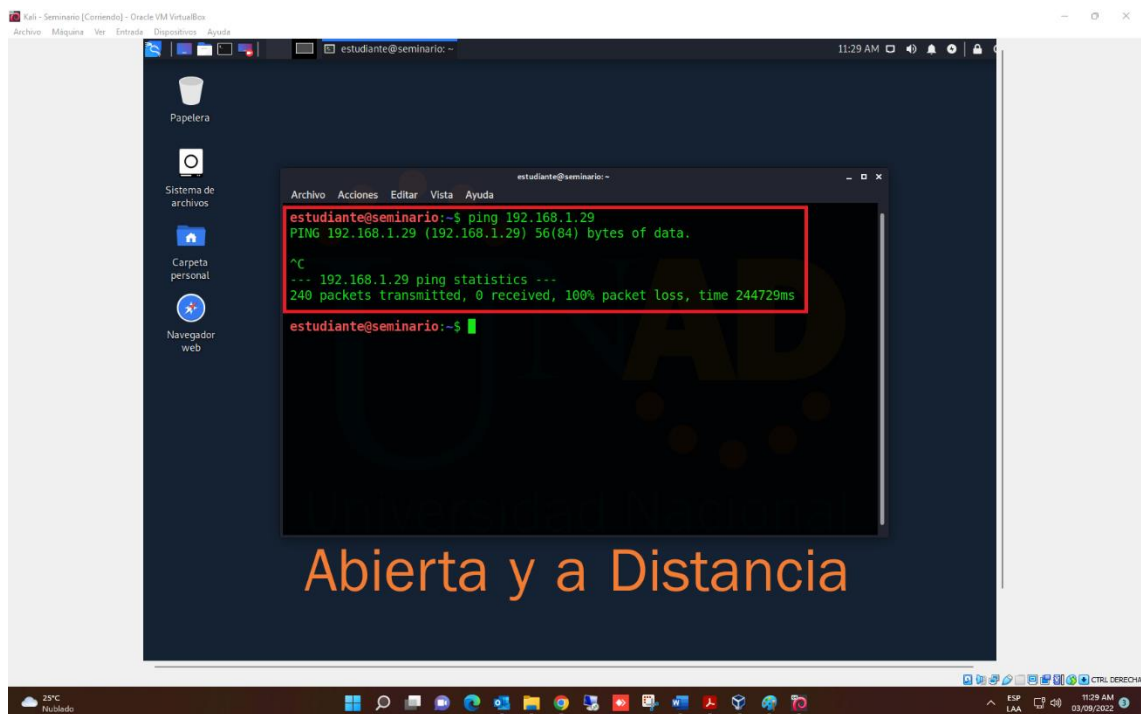 Kali - Seminario [Corriendo] - Oracle VM VirtualBox
Archivo Máquina Ver Entrada Dispositivos Ayuda
estudiante@seminario: ~
11:29 AM
Papelera
Sistema de
archivos
Carpeta
personal
Navegador
web
estudiante@seminario: ~
Archivo Acciones Editar Vista Ayuda
estudiante@seminario:~$ ping 192.168.1.29
PING 192.168.1.29 (192.168.1.29) 56(84) bytes of data.
^C
--- 192.168.1.29 ping statistics ---
240 packets transmitted, 0 received, 100% packet loss, time 244729ms
estudiante@seminario:~$
UNAD
Universidad Nacional
Abierta y a Distancia
CTRL DERECHA
25°C
Nublado
ESP
LAA
11:29 AM
03/09/2022